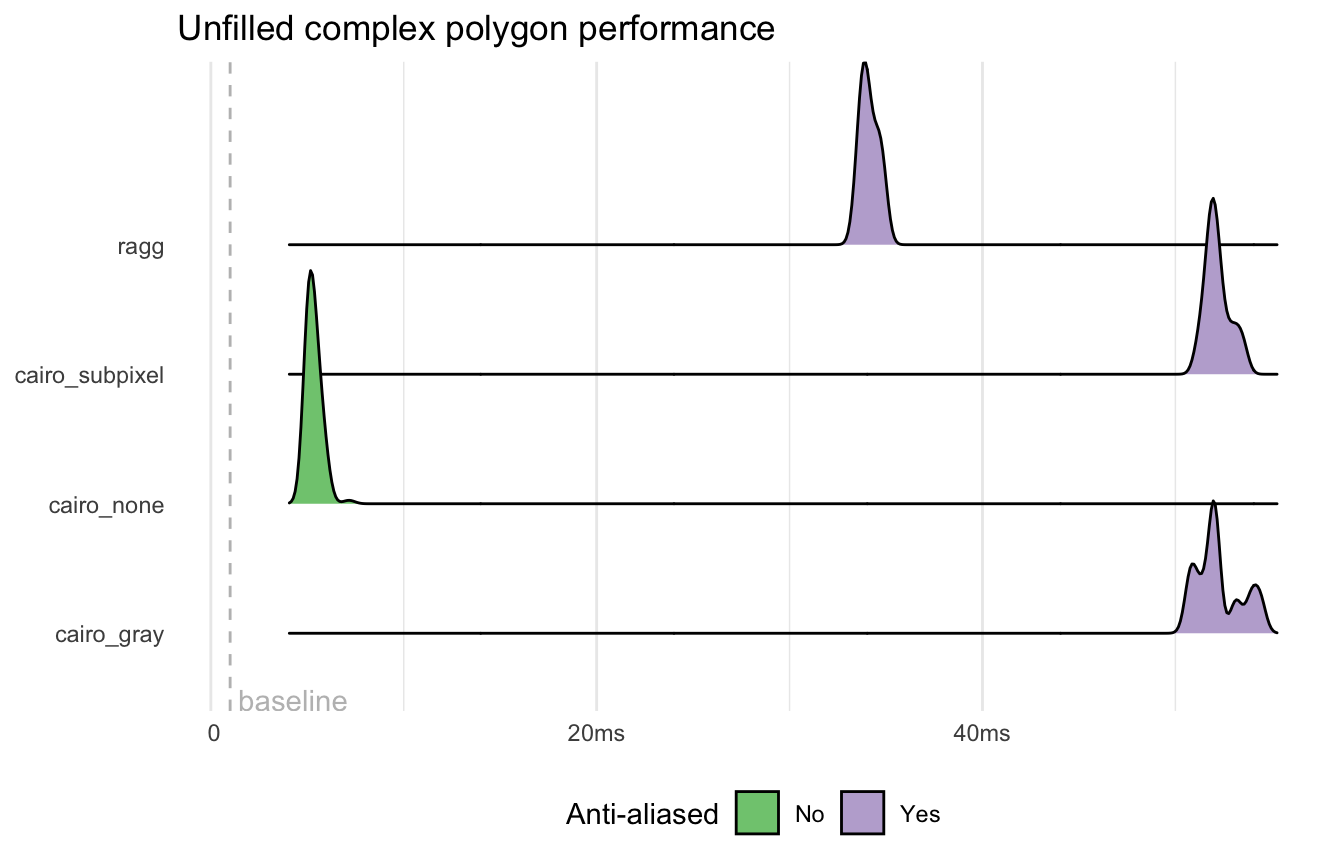 Unfilled complex polygon performance
ragg
cairo_subpixel
cairo_none
cairo_gray
baseline
0 20ms 40ms
Anti-aliased No Yes